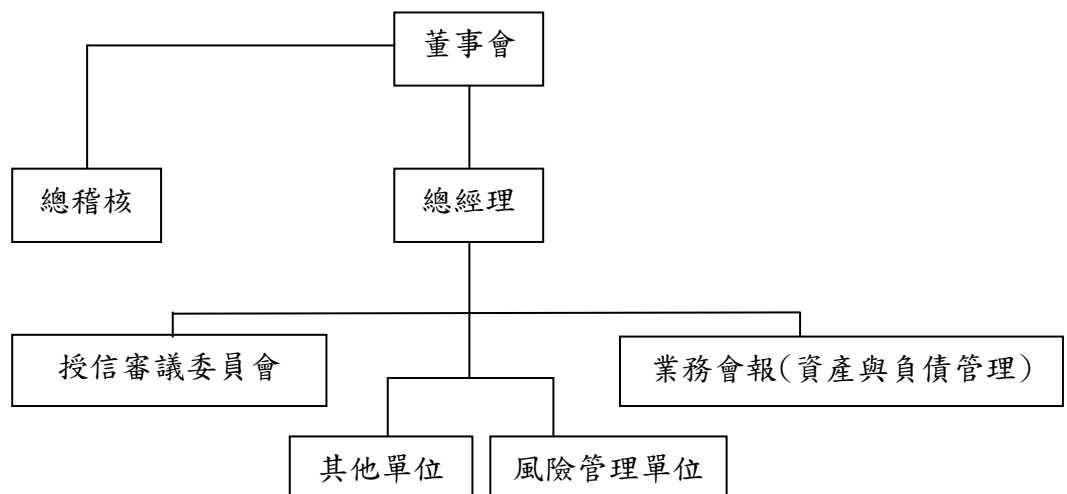 董事會
總稽核
總經理
授信審議委員會
業務會報(資產與負債管理)
其他單位
風險管理單位